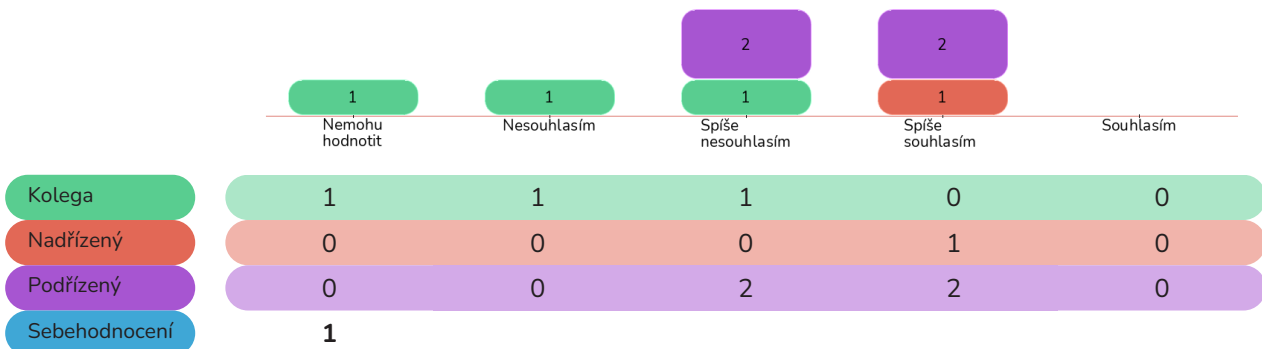 2 2
1 1 1 1
Nemohu hodnotit Nesouhlasím Spíše nesouhlasím Spíše souhlasím Souhlasím
Kolega 1 1 1 0 0
Nadřízený 0 0 0 1 0
Podřízený 0 0 2 2 0
Sebehodnocení 1